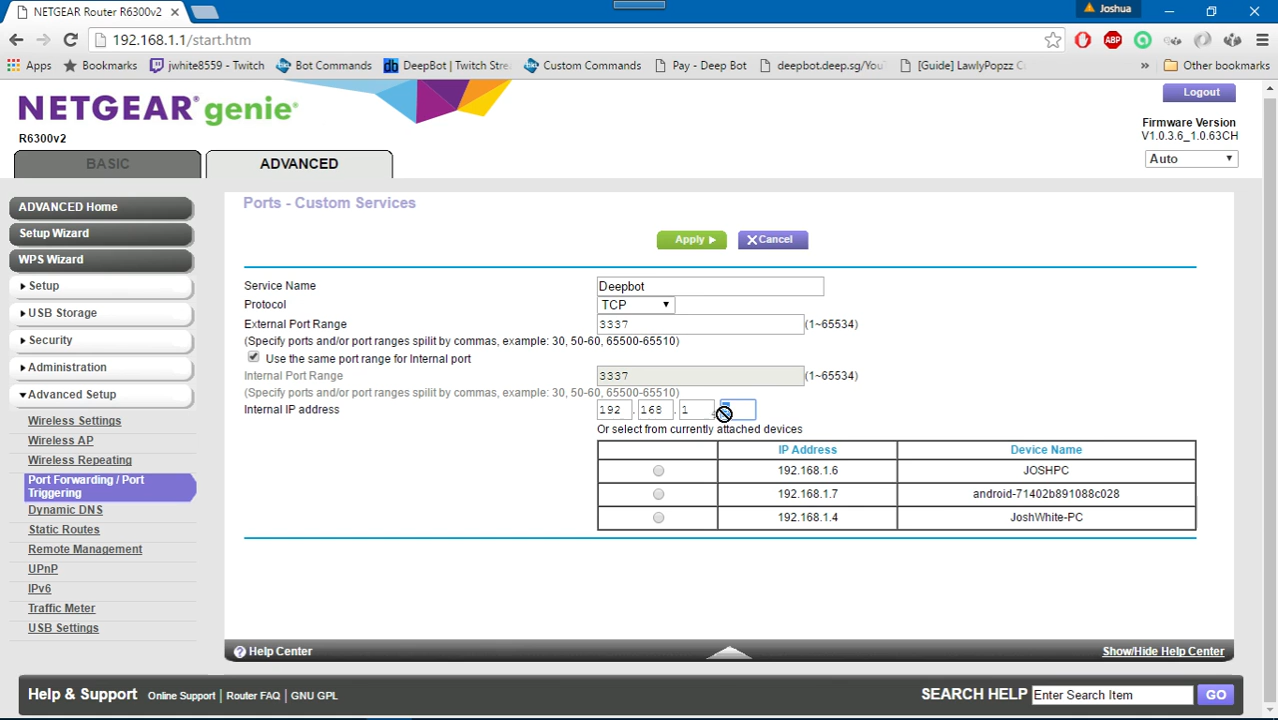 NETGEAR Router R6300v2
Joshua
192.168.1.1/start.htm
Apps Bookmarks jwhite8559 - Twitch Bot Commands DeepBot | Twitch Stre Custom Commands Pay - Deep Bot deepbot.deep.sg/You [Guide] LawlyPopzz C » Other bookmarks
NETGEAR® genie®
R6300v2
Logout
Firmware Version
V1.0.3.6_1.0.63CH
Auto
BASIC
ADVANCED
ADVANCED Home
Setup Wizard
WPS Wizard
Setup
USB Storage
Security
Administration
Advanced Setup
Wireless Settings
Wireless AP
Wireless Repeating
Port Forwarding / Port
Triggering
Dynamic DNS
Static Routes
Remote Management
UPnP
IPv6
Traffic Meter
USB Settings
Ports - Custom Services
Apply
X Cancel
Service Name Deepbot
Protocol TCP
External Port Range 3337 (1~65534)
(Specify ports and/or port ranges spilit by commas, example: 30, 50-60, 65500-65510)
Use the same port range for Internal port
Internal Port Range 3337 (1~65534)
(Specify ports and/or port ranges spilit by commas, example: 30, 50-60, 65500-65510)
Internal IP address 192 . 168 . 1
Or select from currently attached devices
IP Address Device Name
192.168.1.6 JOSHPC
192.168.1.7 android-71402b891088c028
192.168.1.4 JoshWhite-PC
? Help Center
Show/Hide Help Center
Help & Support Online Support | Router FAQ | GNU GPL
SEARCH HELP Enter Search Item GO